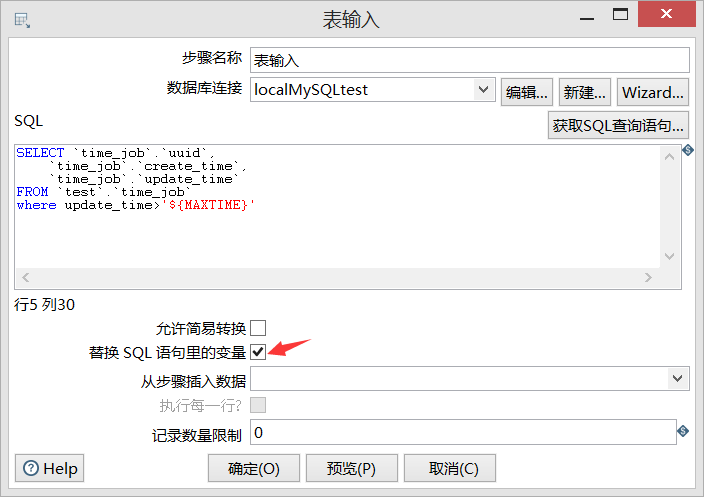 表输入
步骤名称 表输入
数据库连接 localMySQLtest 编辑... 新建... Wizard...
SQL 获取SQL查询语句...
SELECT `time_job`.`uuid`,
`time_job`.`create_time`,
`time_job`.`update_time`
FROM `test`.`time_job`
where update_time>'${MAXTIME}'
行5 列30
允许简易转换
替换 SQL 语句里的变量
从步骤插入数据
执行每一行?
记录数量限制 0
Help 确定(O) 预览(P) 取消(C)